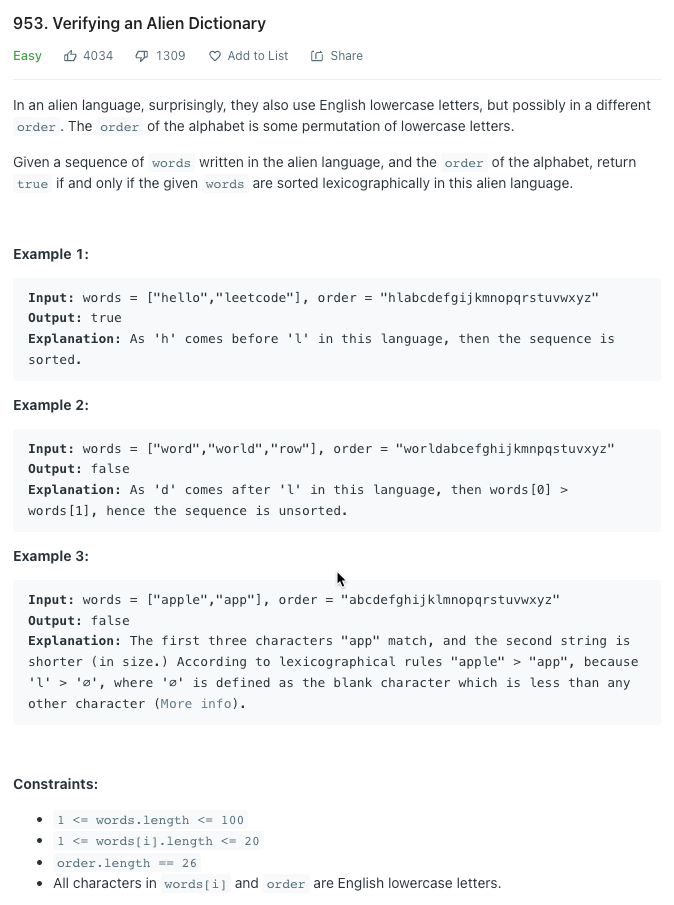 953. Verifying an Alien Dictionary
Easy 4034 1309 Add to List Share
In an alien language, surprisingly, they also use English lowercase letters, but possibly in a different
order. The order of the alphabet is some permutation of lowercase letters.
Given a sequence of words written in the alien language, and the order of the alphabet, return
true if and only if the given words are sorted lexicographically in this alien language.
Example 1:
Input: words = ["hello","leetcode"], order = "hlabcdefgijkmnopqrstuvwxyz"
Output: true
Explanation: As 'h' comes before 'l' in this language, then the sequence is
sorted.
Example 2:
Input: words = ["word","world","row"], order = "worldabcefghijkmnpqstuvxyz"
Output: false
Explanation: As 'd' comes after 'l' in this language, then words[0] >
words[1], hence the sequence is unsorted.
Example 3:
Input: words = ["apple","app"], order = "abcdefghijklmnopqrstuvwxyz"
Output: false
Explanation: The first three characters "app" match, and the second string is
shorter (in size.) According to lexicographical rules "apple" > "app", because
'l' > '∅', where '∅' is defined as the blank character which is less than any
other character (More info).
Constraints:
• 1 <= words.length <= 100
• 1 <= words[i].length <= 20
• order.length == 26
• All characters in words[i] and order are English lowercase letters.